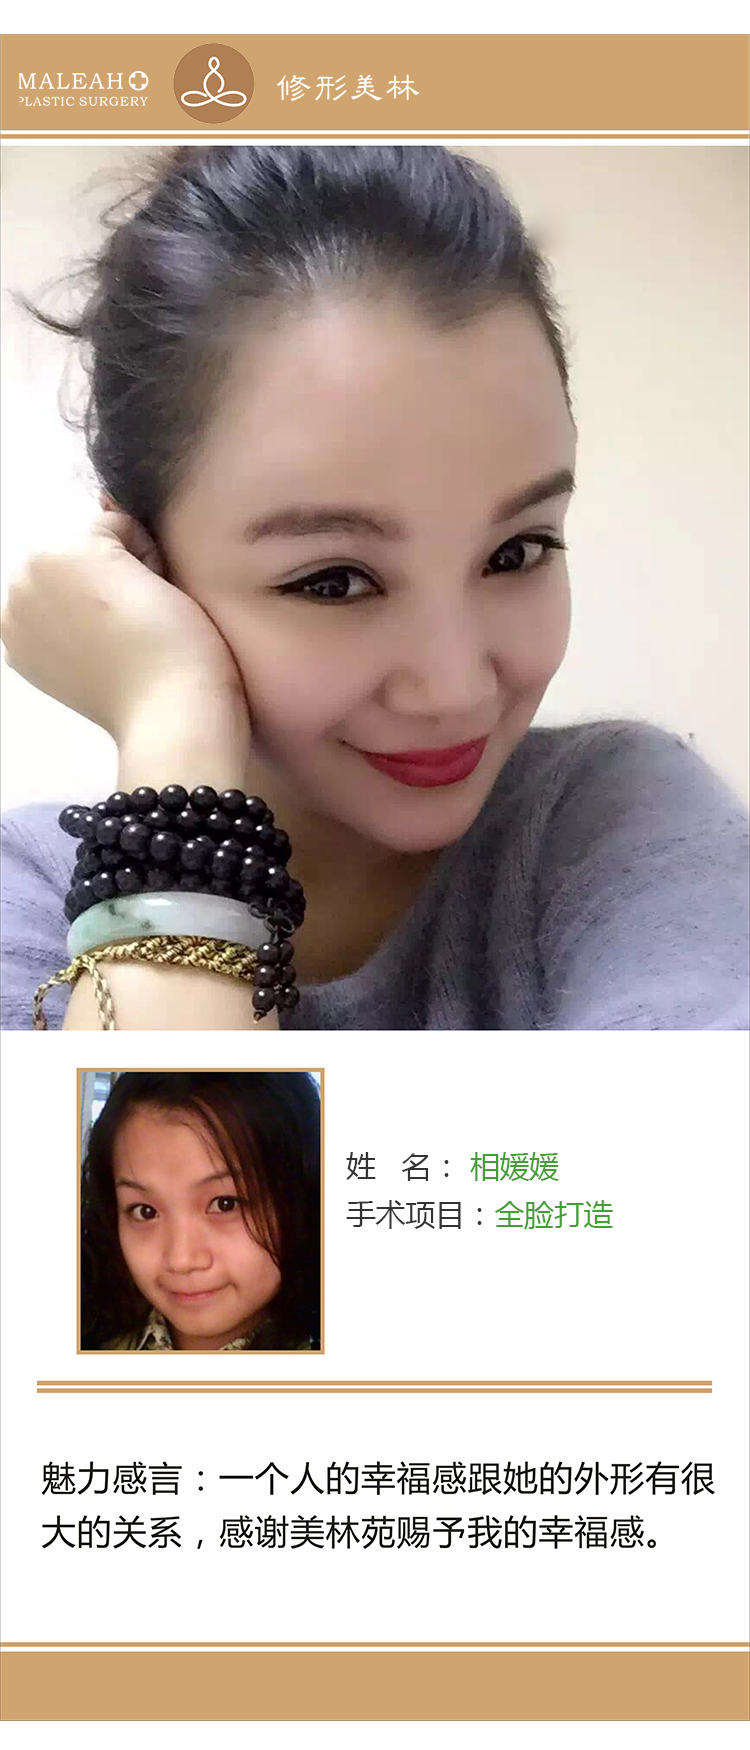 MALEAH
PLASTIC SURGERY
修形美林
姓 名： 相媛媛
手术项目：全脸打造
魅力感言：一个人的幸福感跟她的外形有很
大的关系，感谢美林苑赐予我的幸福感。